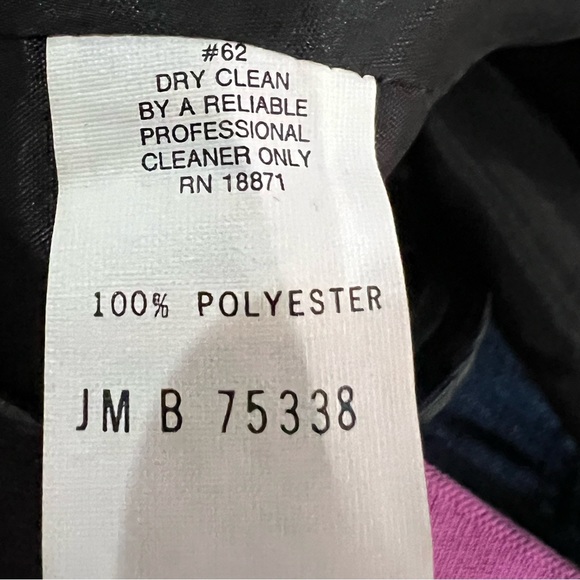 #62
DRY CLEAN
BY A RELIABLE
PROFESSIONAL
CLEANER ONLY
RN 18871
100% POLYESTER
JM B 75338